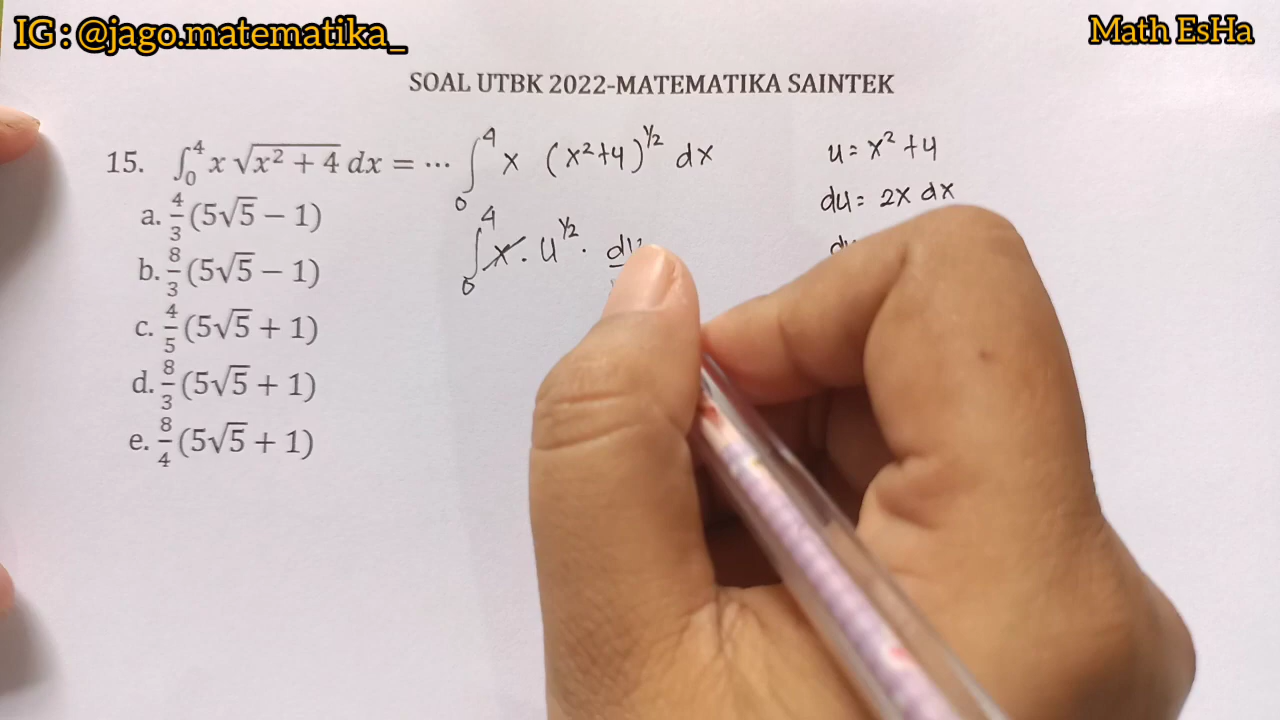 IG : @jago.matematika_
Math EsHa
SOAL UTBK 2022-MATEMATIKA SAINTEK
15. ∫₀⁴ x √(x² + 4) dx = ...
a. 4/3 (5√5 − 1)
b. 8/3 (5√5 − 1)
c. 4/5 (5√5 + 1)
d. 8/3 (5√5 + 1)
e. 8/4 (5√5 + 1)
∫₀⁴ x (x²+4)^½ dx
∫₀⁴ x · u^½ · du
u = x² + 4
du = 2x dx